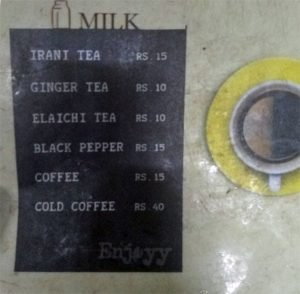 MILK
IRANI TEA RS. 15
GINGER TEA RS. 10
ELAICHI TEA RS. 10
BLACK PEPPER RS 15
COFFEE RS. 15
COLD COFFEE RS 40
Enjoyy